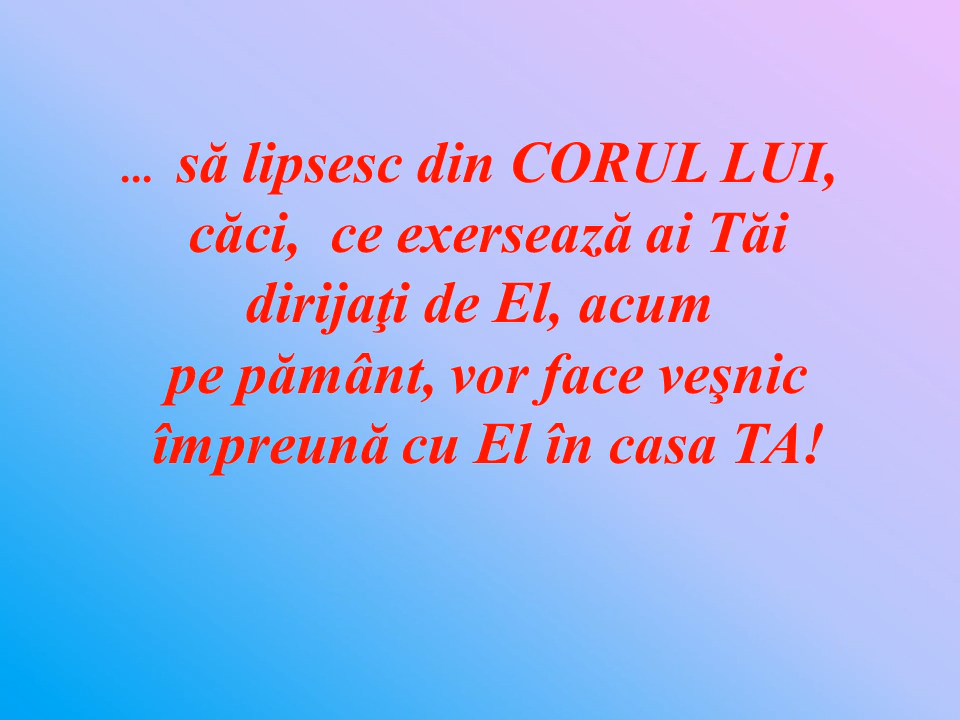 ... să lipsesc din CORUL LUI,
căci, ce exersează ai Tăi
dirijaţi de El, acum
pe pământ, vor face veşnic
împreună cu El în casa TA!